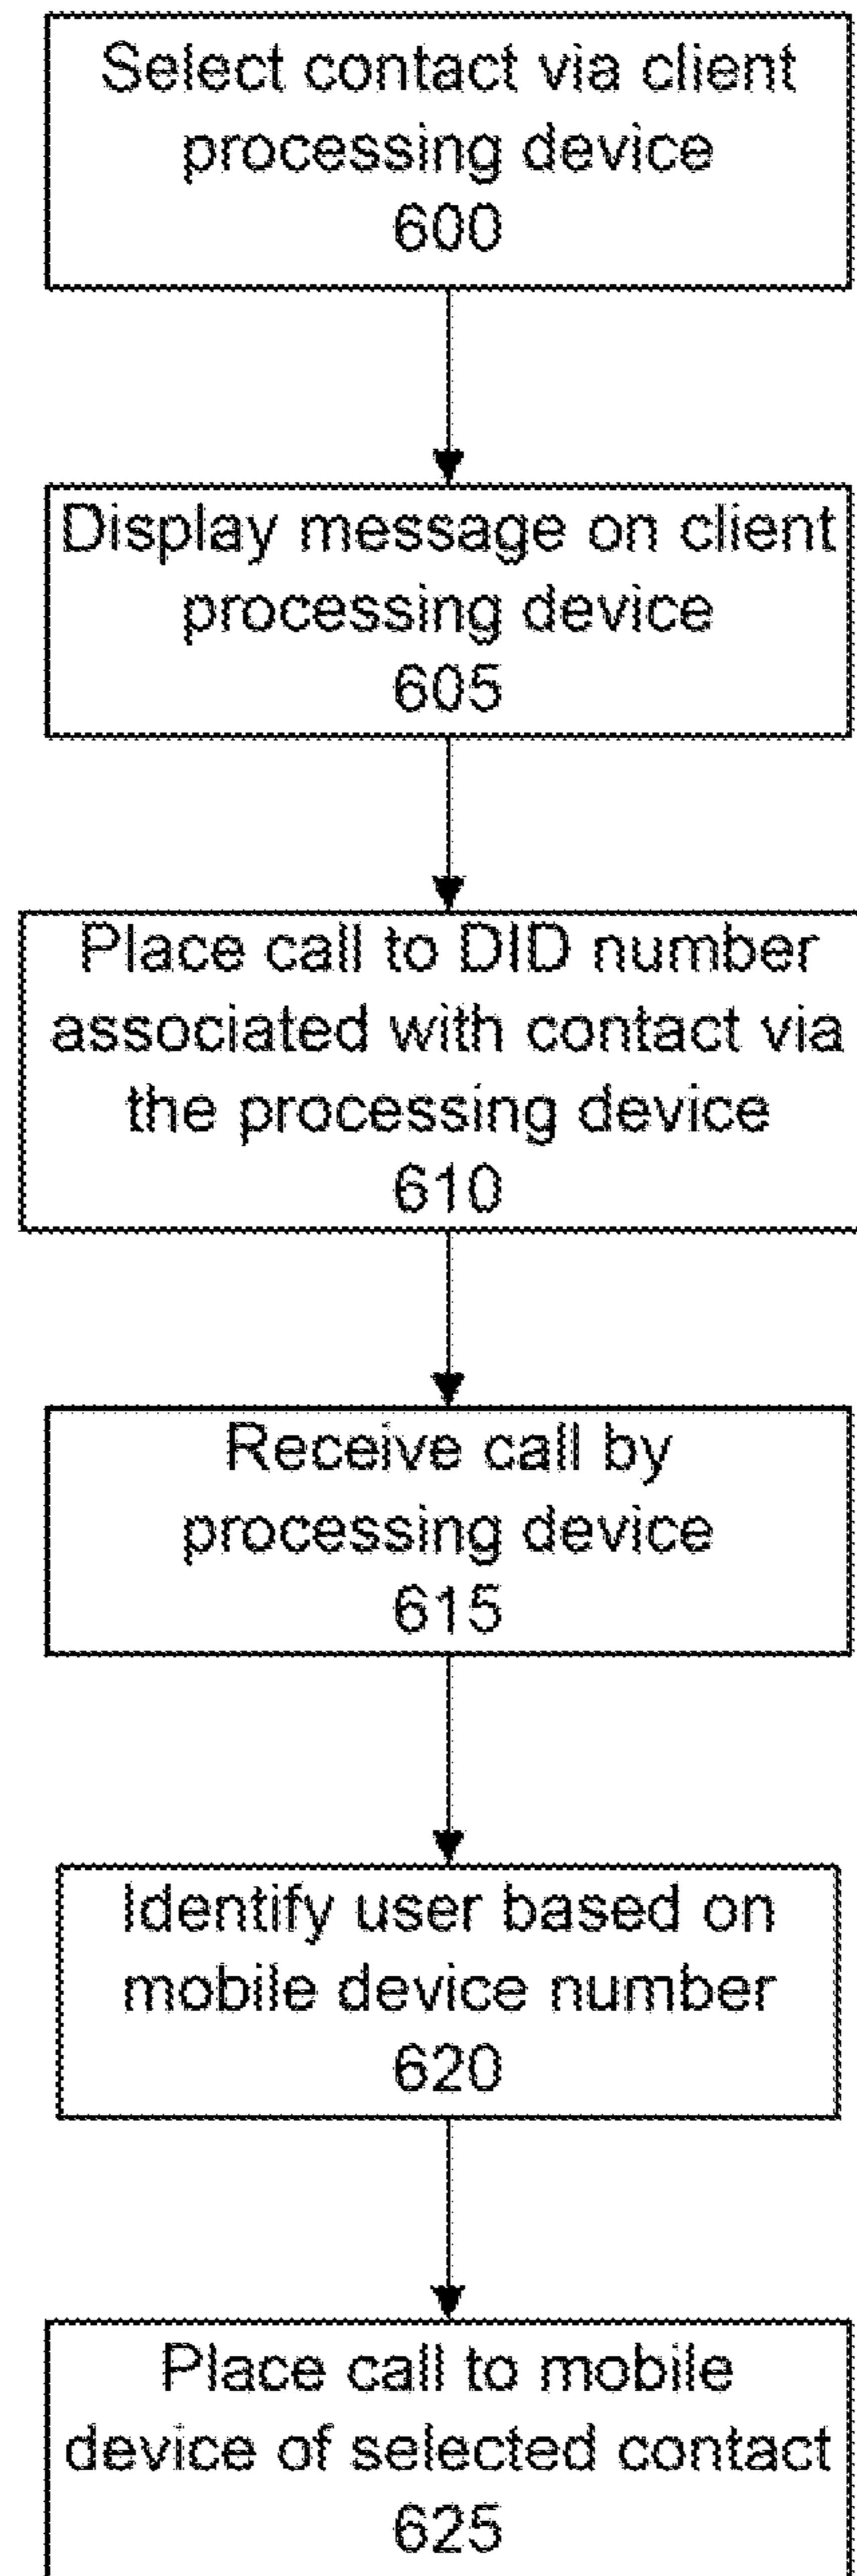 Select contact via client
processing device
600
Display message on client
processing device
605
Place call to DID number
associated with contact via
the processing device
610
Receive call by
processing device
615
Identify user based on
mobile device number
620
Place call to mobile
device of selected contact
625